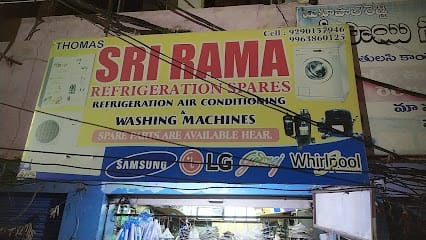 THOMAS
Cell : 9290157946
9963860123
SRI RAMA
REFRIGERATION SPARES
REFRIGERATION AIR CONDITIONING
&
WASHING MACHINES
SPARE PARTS ARE AVAILABLE HEAR.
SAMSUNG LG Godrej Whirlpool